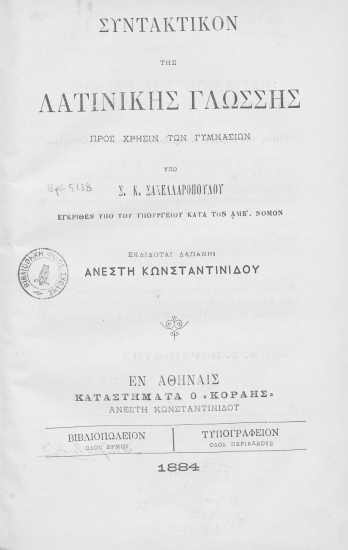 ΣΥΝΤΑΚΤΙΚΟΝ
ΤΗΣ
ΛΑΤΙΝΙΚΗΣ ΓΛΩΣΣΗΣ
ΠΡΟΣ ΧΡΗΣΙΝ ΤΩΝ ΓΥΜΝΑΣΙΩΝ
ΥΠΟ
Σ. Κ. ΣΑΚΕΛΛΑΡΟΠΟΥΛΟΥ
ΕΓΚΡΙΘΕΝ ΥΠΟ ΤΟΥ ΥΠΟΥΡΓΕΙΟΥ ΚΑΤΑ ΤΟΝ ΑΜΒ΄. ΝΟΜΟΝ
ΕΚΔΙΔΟΤΑΙ ΔΑΠΑΝΗ
ΑΝΕΣΤΗ ΚΩΝΣΤΑΝΤΙΝΙΔΟΥ
ΕΝ ΑΘΗΝΑΙΣ
ΚΑΤΑΣΤΗΜΑΤΑ Ο «ΚΟΡΑΗΣ»
ΑΝΕΣΤΗ ΚΩΝΣΤΑΝΤΙΝΙΔΟΥ
ΒΙΒΛΙΟΠΩΛΕΙΟΝ
ΟΔΟΣ ΕΡΜΟΥ
ΤΥΠΟΓΡΑΦΕΙΟΝ
ΟΔΟΣ ΠΕΡΙΚΛΕΟΥΣ
1884